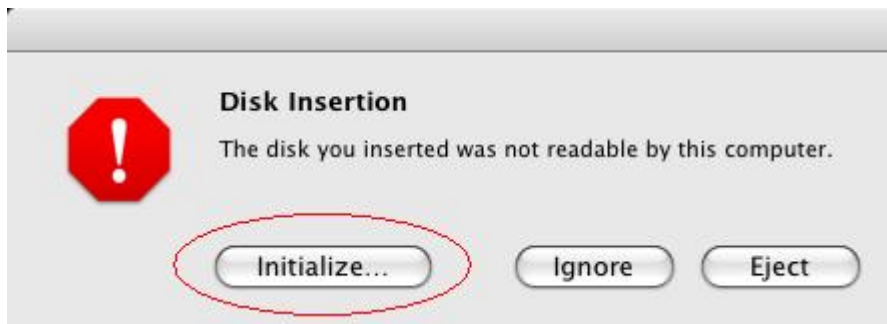 Disk Insertion
The disk you inserted was not readable by this computer.
Initialize... Ignore Eject